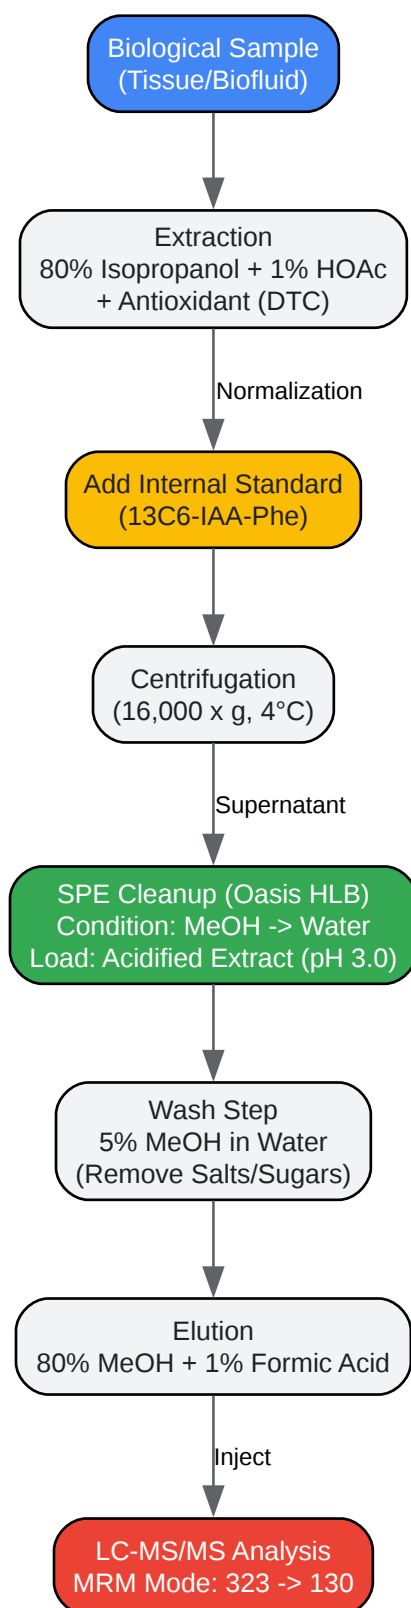 Biological Sample
(Tissue/Biofluid)
Extraction
80% Isopropanol + 1% HOAc
+ Antioxidant (DTC)
Normalization
Add Internal Standard
(13C6-IAA-Phe)
Centrifugation
(16,000 x g, 4°C)
Supernatant
SPE Cleanup (Oasis HLB)
Condition: MeOH -> Water
Load: Acidified Extract (pH 3.0)
Wash Step
5% MeOH in Water
(Remove Salts/Sugars)
Elution
80% MeOH + 1% Formic Acid
Inject
LC-MS/MS Analysis
MRM Mode: 323 -> 130